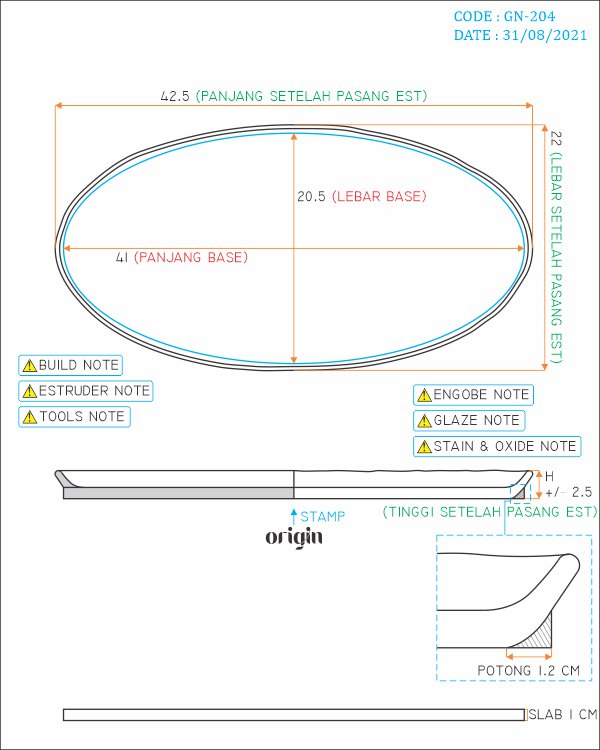 CODE : GN-204
DATE : 31/08/2021
42.5 (PANJANG SETELAH PASANG EST)
22 (LEBAR SETELAH PASANG EST)
20.5 (LEBAR BASE)
41 (PANJANG BASE)
BUILD NOTE
ESTRUDER NOTE
TOOLS NOTE
ENGOBE NOTE
GLAZE NOTE
STAIN & OXIDE NOTE
H
+/- 2.5
(TINGGI SETELAH PASANG EST)
STAMP
origin
POTONG 1.2 CM
SLAB 1 CM